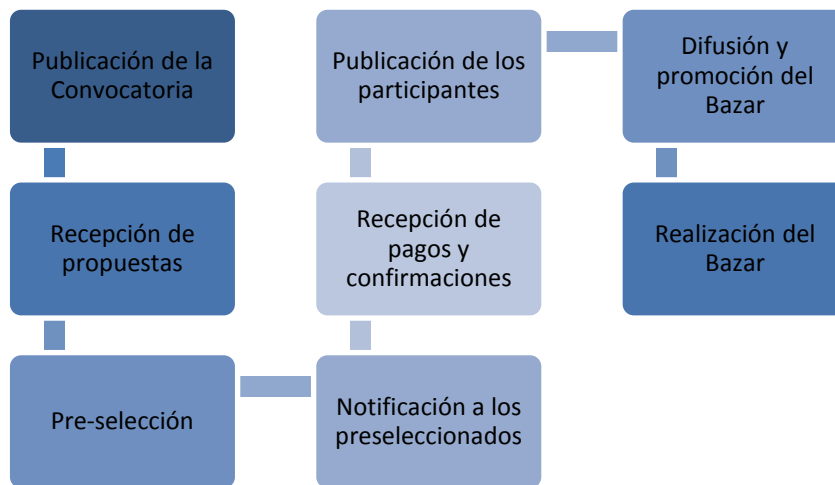 Publicación de la
Convocatoria
Recepción de
propuestas
Pre-selección
Notificación a los
preseleccionados
Recepción de
pagos y
confirmaciones
Publicación de los
participantes
Difusión y
promoción del
Bazar
Realización del
Bazar